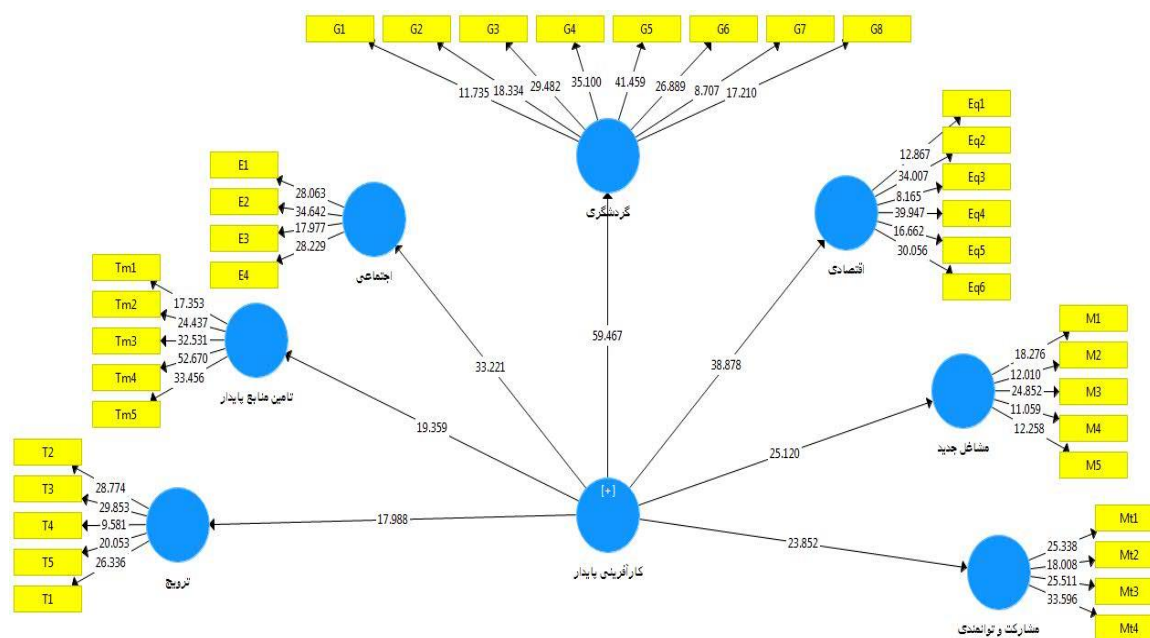 G1 G2 G3 G4 G5 G6 G7 G8
11.735 18.334 29.482 35.100 41.459 26.889 8.707 17.210
گردشگری
E1
E2
E3
E4
28.063
34.642
17.977
28.229
اجتماعی
Eq1
Eq2
Eq3
Eq4
Eq5
Eq6
12.867
34.007
8.165
39.947
16.662
30.056
اقتصادی
Tm1
Tm2
Tm3
Tm4
Tm5
17.353
24.437
32.531
52.670
33.456
تامین منابع پایدار
M1
M2
M3
M4
M5
18.276
12.010
24.852
11.059
12.258
مشاغل جدید
59.467
33.221
38.878
19.359
25.120
17.988
23.852
T2
T3
T4
T5
T1
28.774
29.853
9.581
20.053
26.336
ترویج
[+]
کارآفرینی پایدار
Mt1
Mt2
Mt3
Mt4
25.338
18.008
25.511
33.596
مشارکت و توانمندی